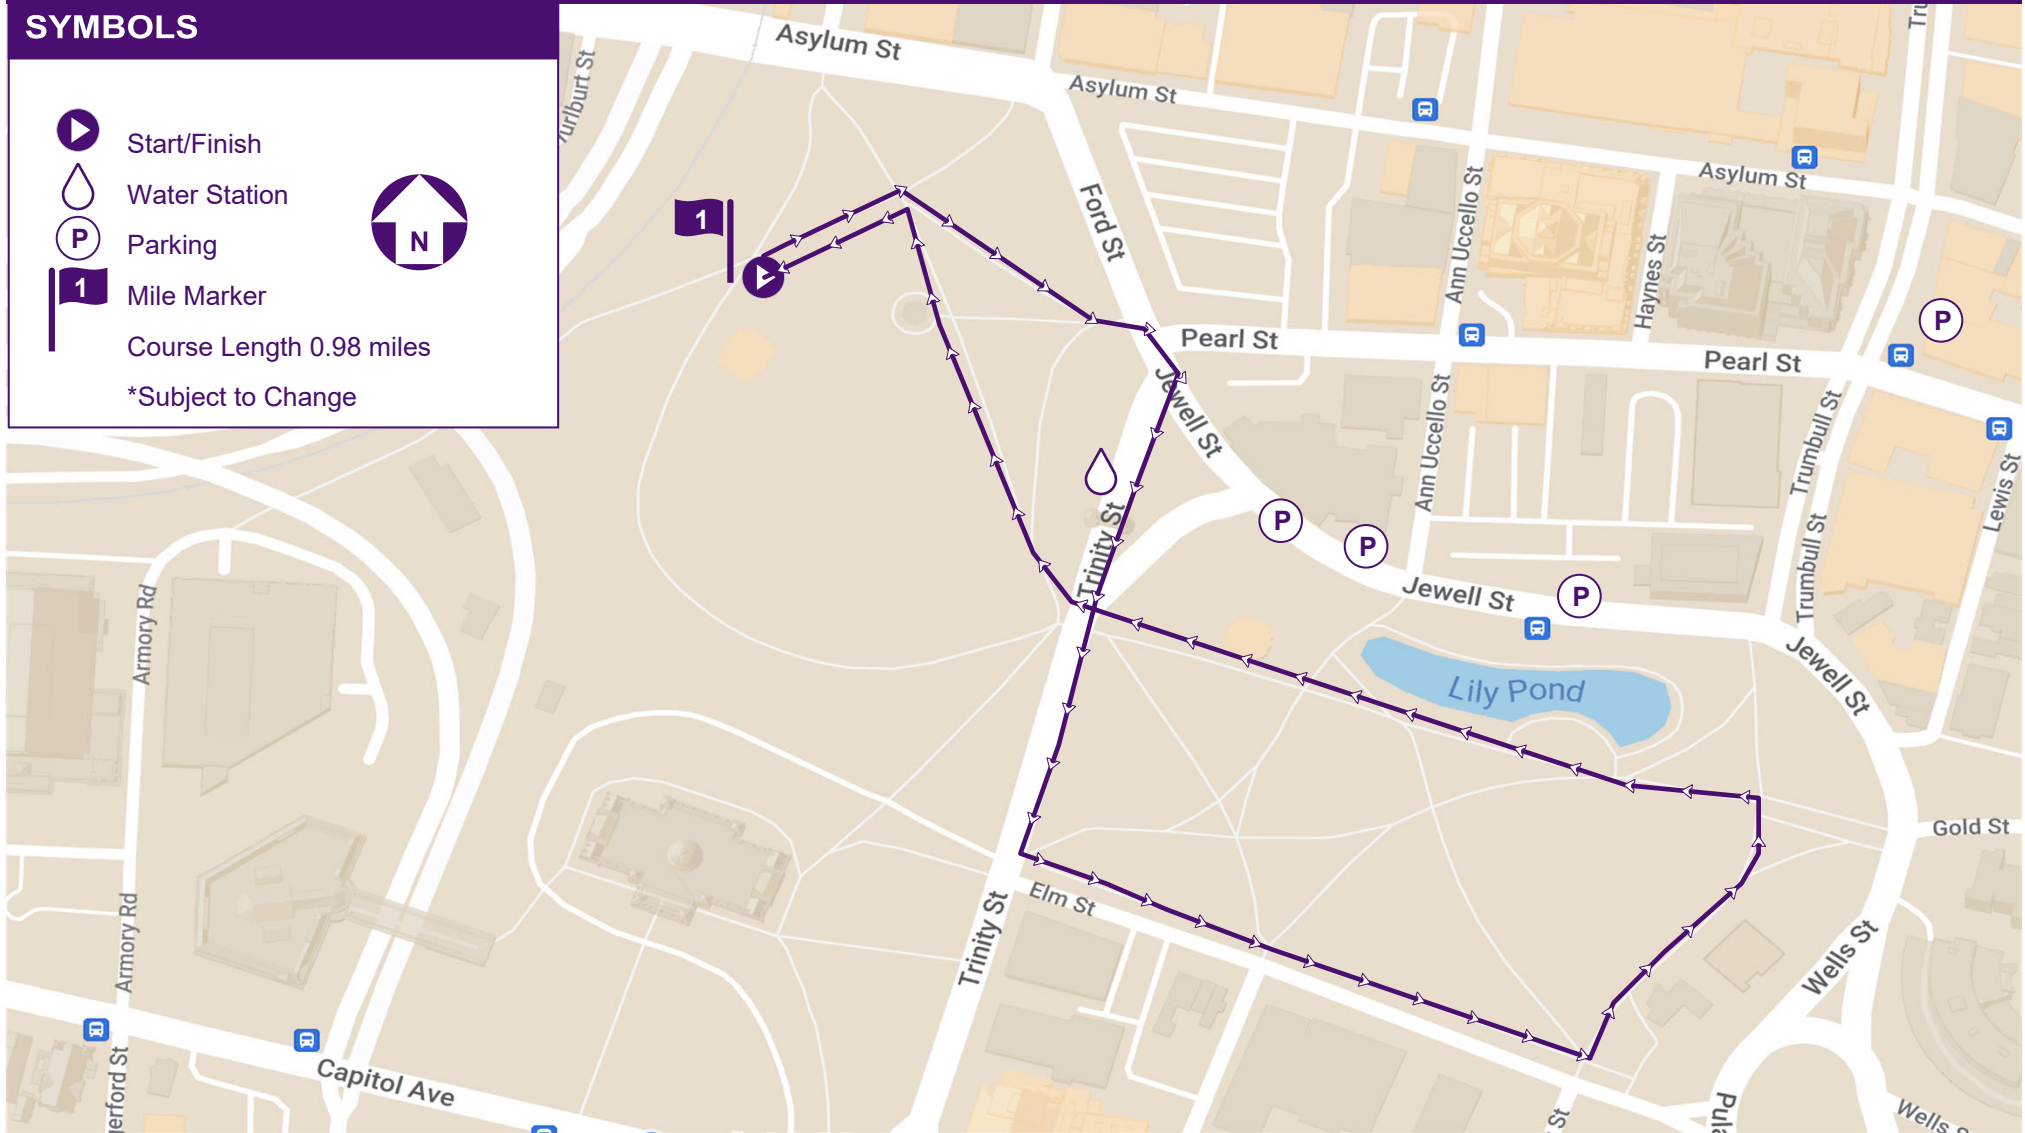 SYMBOLS
Start/Finish
Water Station
P
Parking
N
1
Mile Marker
Course Length 0.98 miles
*Subject to Change
Asylum St
Asylum St
Asylum St
Ford St
Ann Uccello St
Haynes St
1
P
Pearl St
Pearl St
Jewell St
Ann Uccello St
Trumbull St
Lewis St
Trinity St
P
P
P
Jewell St
Trumbull St
Armory Rd
Jewell St
Lily Pond
Gold St
Elm St
Trinity St
Armory Rd
Wells St
Capitol Ave